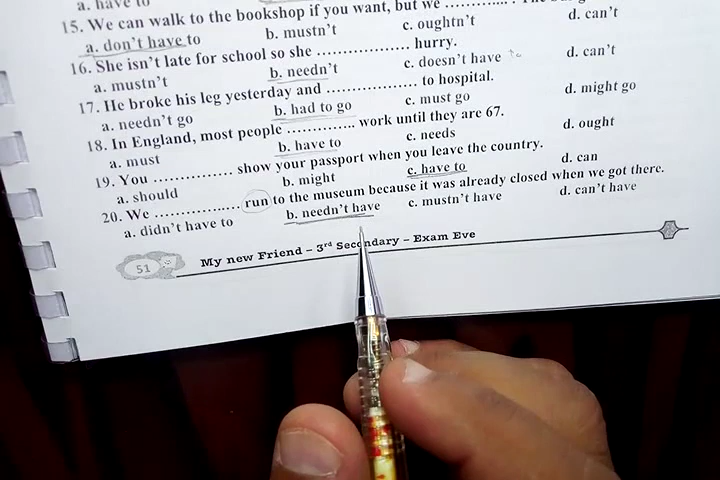 a. have to
15. We can walk to the bookshop if you want, but we ............. . The
a. don't have to b. mustn't c. oughtn't d. can't
16. She isn't late for school so she .................. hurry.
a. mustn't b. needn't c. doesn't have to d. can't
17. He broke his leg yesterday and .................. to hospital.
a. needn't go b. had to go c. must go d. might go
18. In England, most people .............. work until they are 67.
a. must b. have to c. needs d. ought
19. You ................ show your passport when you leave the country.
a. should b. might c. have to d. can
20. We .................. run to the museum because it was already closed when we got there.
a. didn't have to b. needn't have c. mustn't have d. can't have
51 My new Friend – 3rd Secondary – Exam Eve